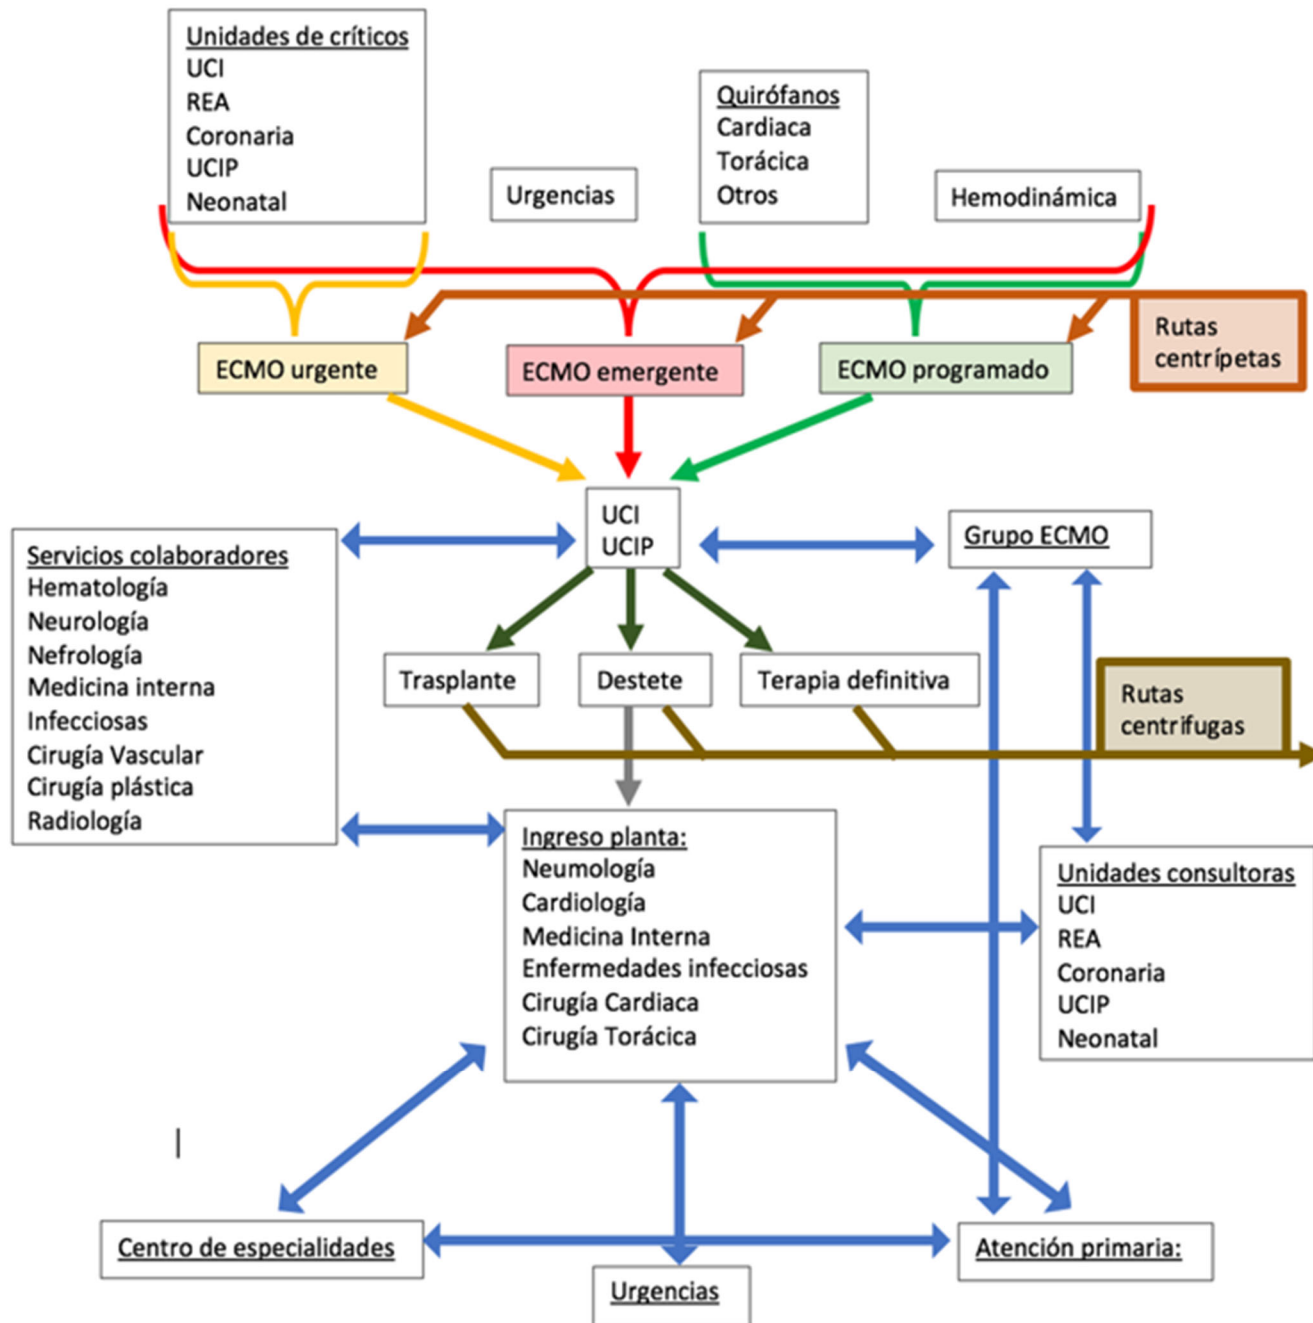 Unidades de críticos
UCI
REA
Coronaria
UCIP
Neonatal
Urgencias
Quirófanos
Cardiaca
Torácica
Otros
Hemodinámica
Rutas
centrípetas
ECMO urgente
ECMO emergente
ECMO programado
UCI
UCIP
Grupo ECMO
Servicios colaboradores
Hematología
Neurología
Nefrología
Medicina interna
Infecciosas
Cirugía Vascular
Cirugía plástica
Radiología
Trasplante
Destete
Terapia definitiva
Rutas
centrifugas
Ingreso planta:
Neumología
Cardiología
Medicina Interna
Enfermedades infecciosas
Cirugía Cardiaca
Cirugía Torácica
Unidades consultoras
UCI
REA
Coronaria
UCIP
Neonatal
Centro de especialidades
Urgencias
Atención primaria: